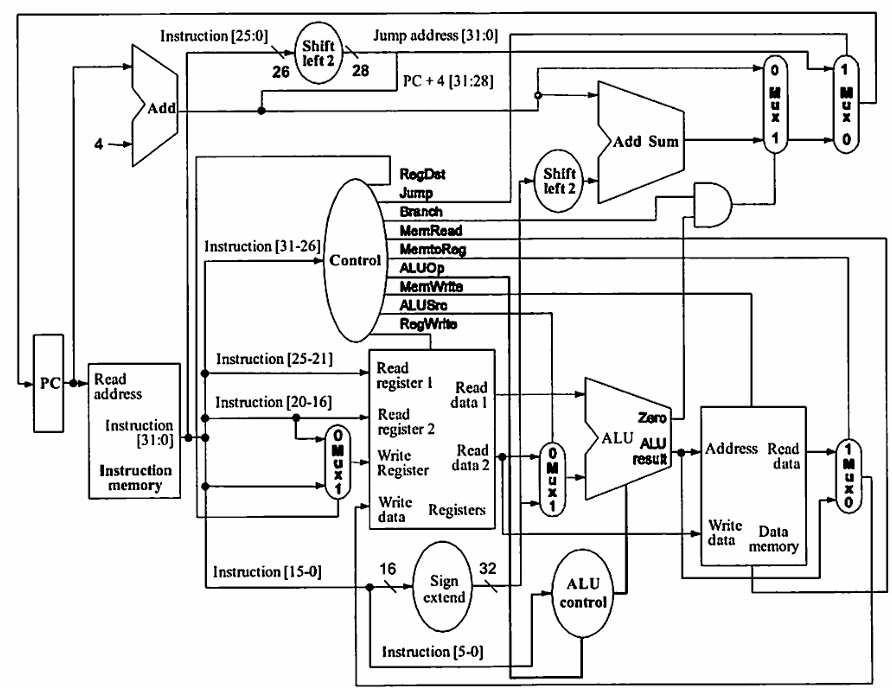 Instruction [25:0]
Shift
left 2
Jump address [31:0]
26
28
PC + 4 [31:28]
Add
4
0
Mux
1
1
Mux
0
Add Sum
Shift
left 2
RegDst
Jump
Branch
MemRead
MemtoReg
ALUOp
MemWrite
ALUSrc
RegWrite
Instruction [31-26]
Control
PC
Read
address
Instruction
[31:0]
Instruction
memory
Instruction [25-21]
Instruction [20-16]
0
Mux
1
Read
register 1
Read
register 2
Write
Register
Write
data
Read
data 1
Read
data 2
Registers
0
Mux
1
Zero
ALU
ALU
result
Address
Read
data
Write
data
Data
memory
1
Mux
0
Instruction [15-0]
16
Sign
extend
32
ALU
control
Instruction [5-0]